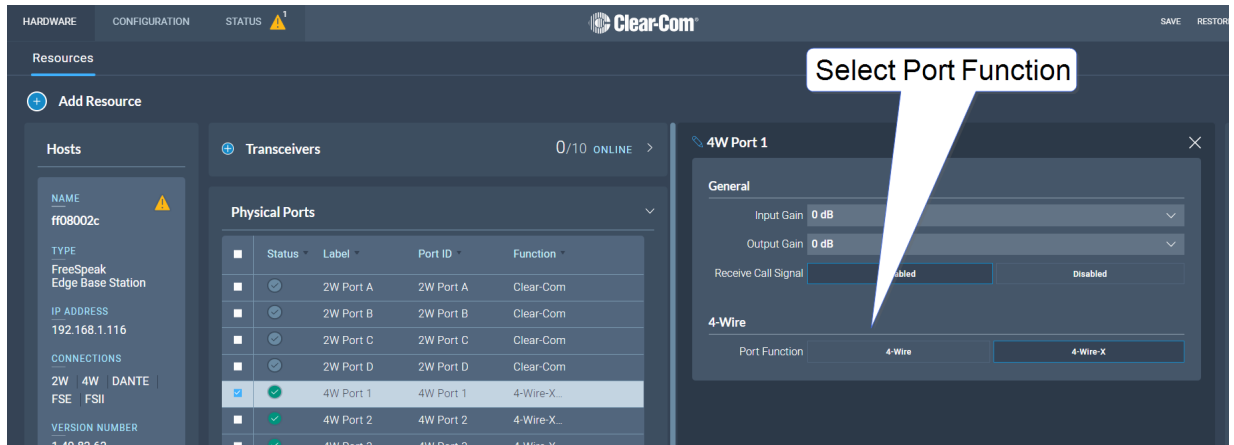 HARDWARE CONFIGURATION STATUS 1 Clear-Com SAVE RESTOR
Resources
Select Port Function
Add Resource
Hosts
Transceivers 0/10 ONLINE
4W Port 1
NAME
ff08002c
TYPE
FreeSpeak
Edge Base Station
IP ADDRESS
192.168.1.116
CONNECTIONS
2W 4W DANTE
FSE FSII
VERSION NUMBER
Physical Ports
Status Label Port ID Function
2W Port A 2W Port A Clear-Com
2W Port B 2W Port B Clear-Com
2W Port C 2W Port C Clear-Com
2W Port D 2W Port D Clear-Com
4W Port 1 4W Port 1 4-Wire-X...
4W Port 2 4W Port 2 4-Wire-X...
General
Input Gain 0 dB
Output Gain 0 dB
Receive Call Signal abled Disabled
4-Wire
Port Function 4-Wire 4-Wire-X